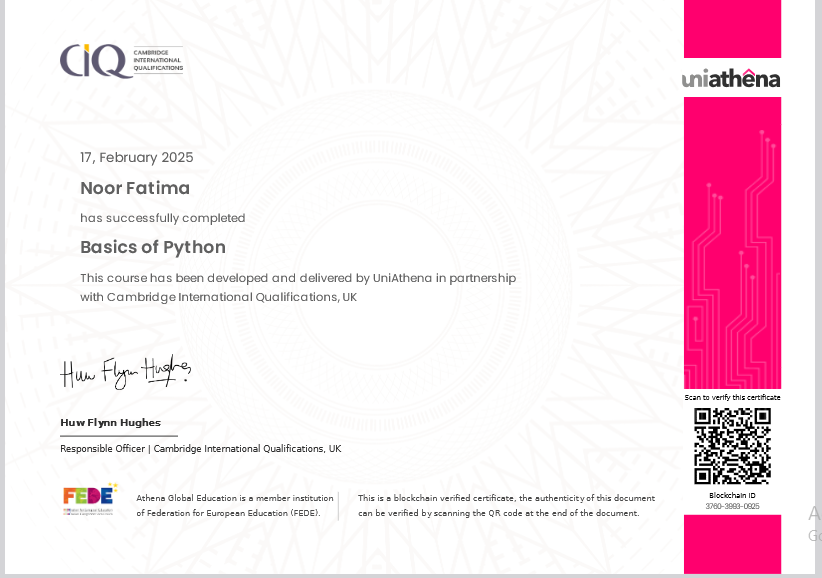 CIQ
CAMBRIDGE
INTERNATIONAL
QUALIFICATIONS
uniathena
17, February 2025
Noor Fatima
has successfully completed
Basics of Python
This course has been developed and delivered by UniAthena in partnership
with Cambridge International Qualifications, UK
Huw Flynn Hughes
Huw Flynn Hughes
Responsible Officer | Cambridge International Qualifications, UK
FEDE
Athena Global Education is a member institution
of Federation for European Education (FEDE).
This is a blockchain verified certificate, the authenticity of this document
can be verified by scanning the QR code at the end of the document.
Scan to verify this certificate
Blockchain ID
3760-3993-0925